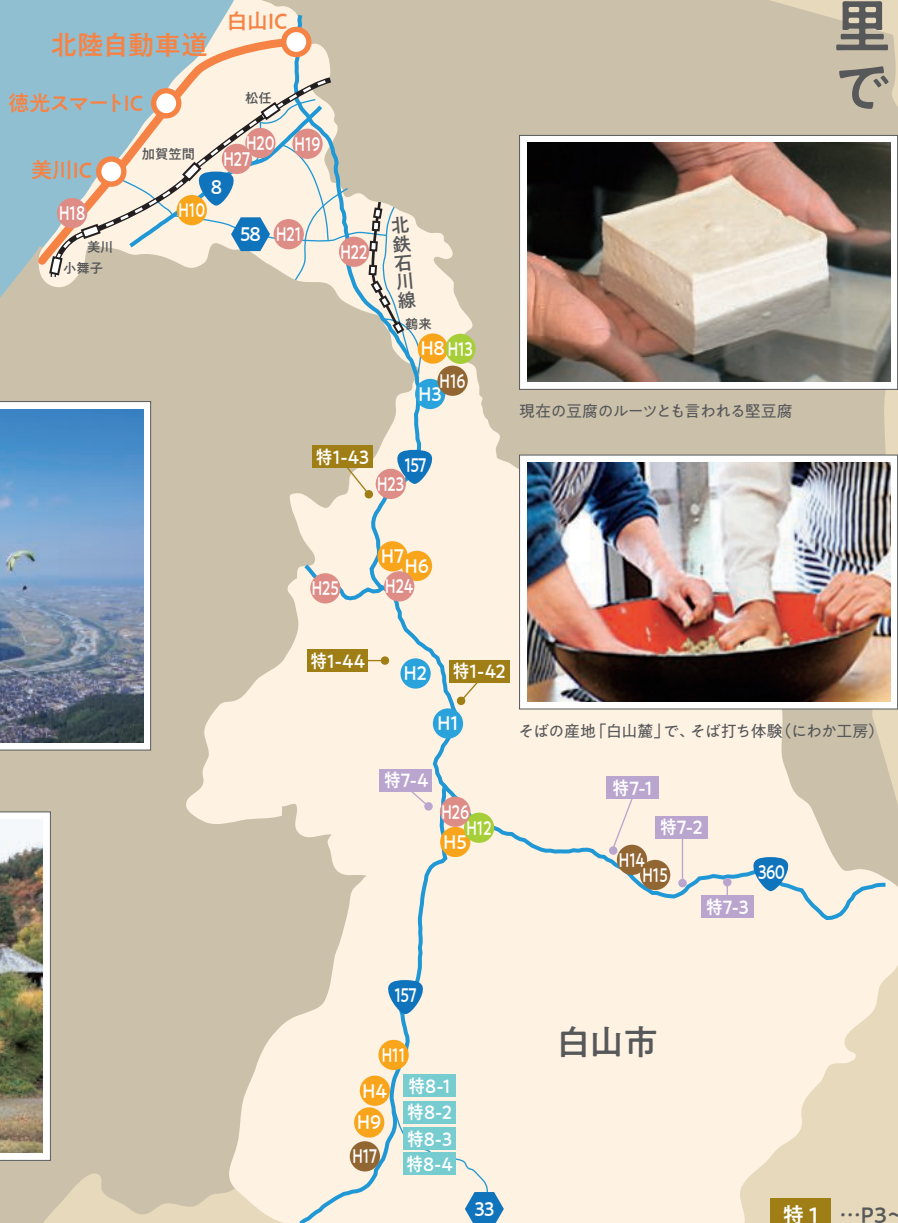 里で
白山IC
北陸自動車道
徳光スマートIC
松任
加賀笠間
H20
H19
H27
美川IC
8
H18
H10
58
H21
美川
小舞子
H22
北鉄石川線
鶴来
H8
H13
H16
H3
現在の豆腐のルーツとも言われる堅豆腐
特1-43
157
H23
H7
H6
H25
H24
特1-44
H2
特1-42
H1
そばの産地「白山麓」で、そば打ち体験(にわか工房)
特7-4
特7-1
H26
H12
特7-2
H5
H14
H15
360
特7-3
157
白山市
H11
H4
特8-1
H9
特8-2
特8-3
H17
特8-4
33
特1 …P3~